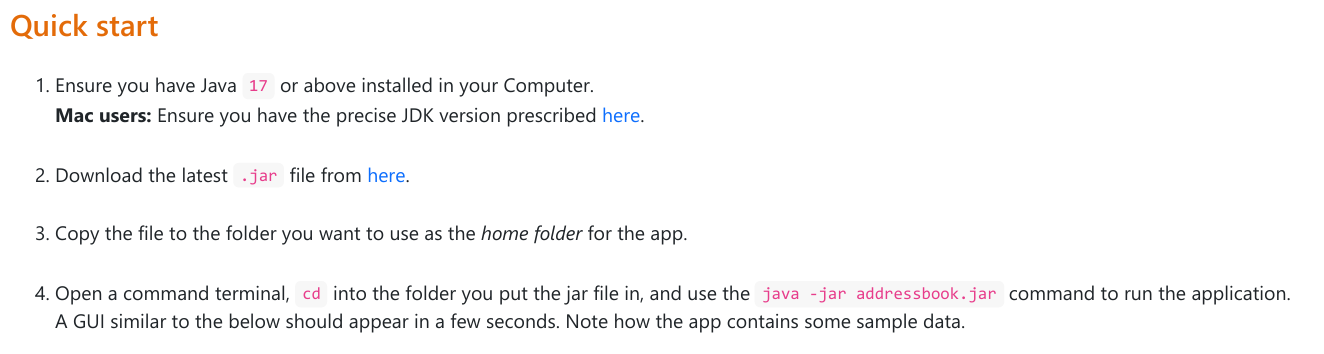 Quick start
1. Ensure you have Java 17 or above installed in your Computer.
Mac users: Ensure you have the precise JDK version prescribed here.
2. Download the latest .jar file from here.
3. Copy the file to the folder you want to use as the home folder for the app.
4. Open a command terminal, cd into the folder you put the jar file in, and use the java -jar addressbook.jar command to run the application.
A GUI similar to the below should appear in a few seconds. Note how the app contains some sample data.